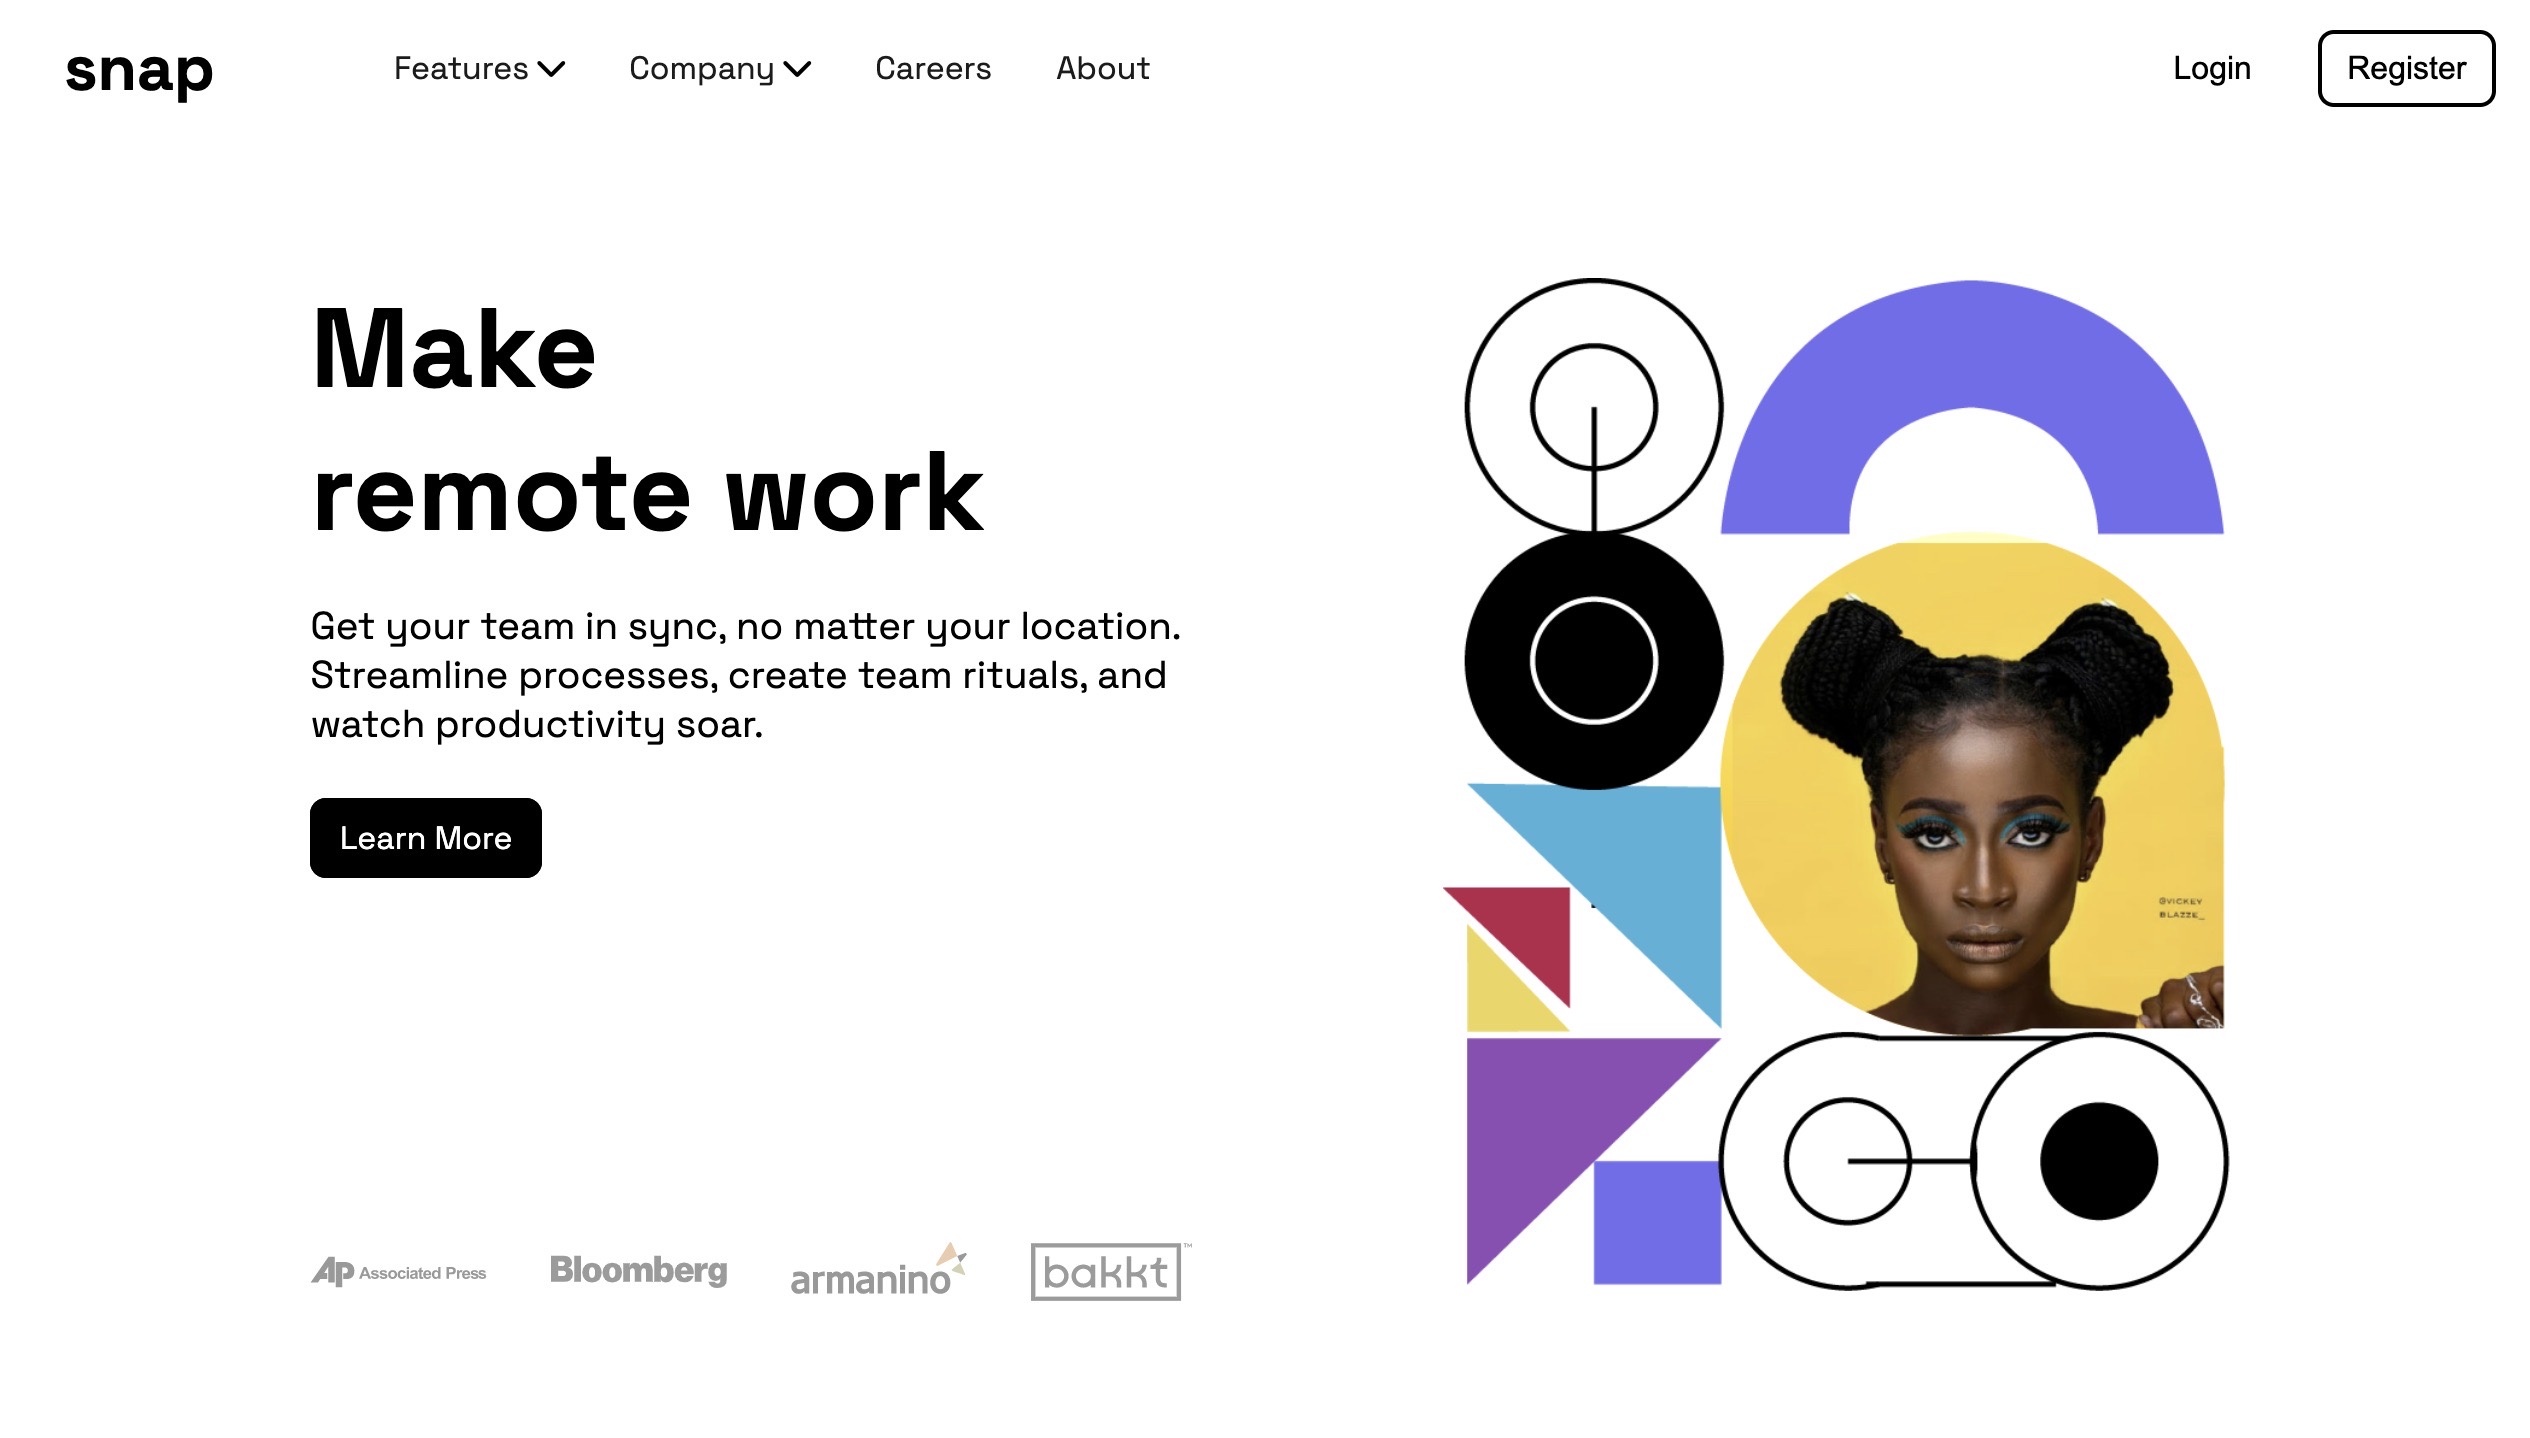 snap
Features
Company
Careers
About
Login
Register
Make
remote work
Get your team in sync, no matter your location.
Streamline processes, create team rituals, and
watch productivity soar.
Learn More
@VICKEY
BLAZZE_
AP Associated Press
Bloomberg
armanino
bakkt™